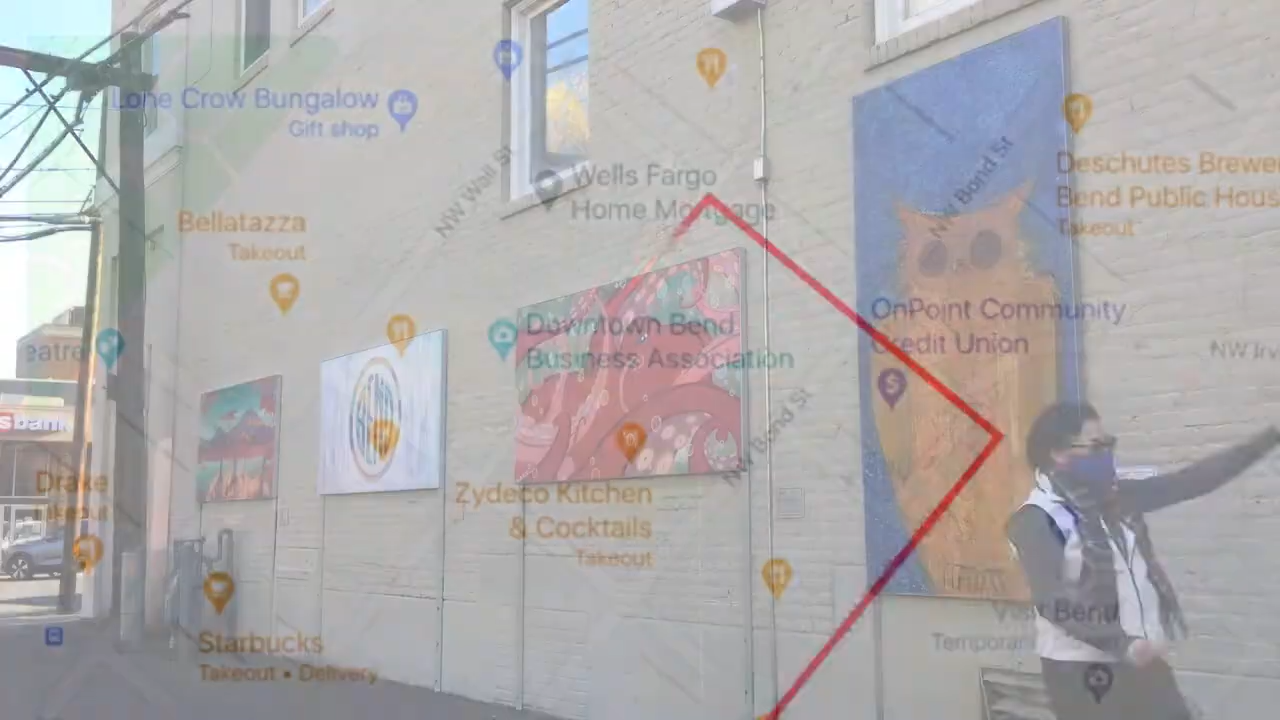 Lone Crow Bungalow
Gift shop
NW Wall St
Wells Fargo
Home Mortgage
NW Bond St
Deschutes Brewer
Bend Public Hous
Takeout
Bellatazza
Takeout
eatre
Downtown Bend
Business Association
OnPoint Community
Credit Union
NW Irv
sbank
NW Bond St
BEND
Drake
Takeout
Zydeco Kitchen
& Cocktails
Takeout
Visit Bend
Temporari
Starbucks
Takeout • Delivery